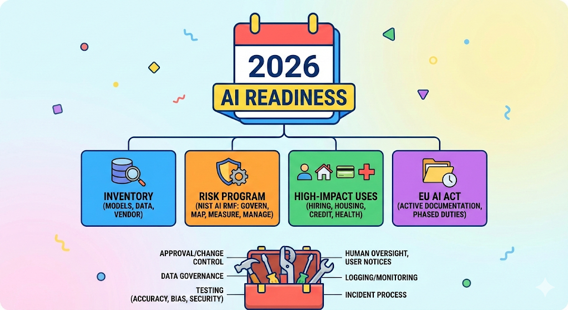 2026
AI READINESS
INVENTORY
(MODELS, DATA,
VENDOR)
RISK PROGRAM
(NIST AI RMF: GOVERN,
MAP, MEASURE, MANAGE)
HIGH-IMPACT USES
(HIRING, HOUSING,
CREDIT, HEALTH)
EU AI ACT
(ACTIVE DOCUMENTATION,
PHASED DUTIES)
APPROVAL/CHANGE
CONTROL
DATA GOVERNANCE
TESTING
(ACCURACY, BIAS, SECURITY)
HUMAN OVERSIGHT,
USER NOTICES
LOGGING/MONITORING
INCIDENT PROCESS